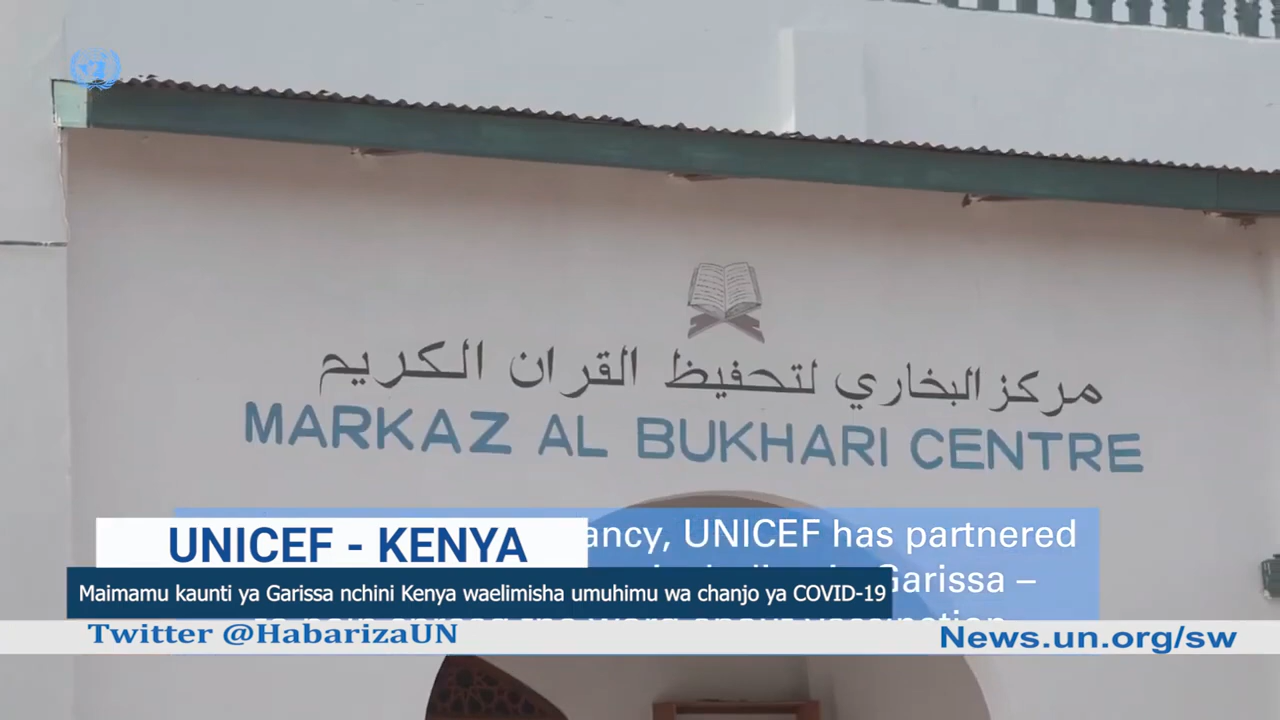 مركز البخاري لتحفيظ القران الكريم
MARKAZ AL BUKHARI CENTRE
UNICEF - KENYA
ancy, UNICEF has partnered
Garissa –
Maimamu kaunti ya Garissa nchini Kenya waelimisha umuhimu wa chanjo ya COVID-19
Twitter @HabarizaUN
News.un.org/sw